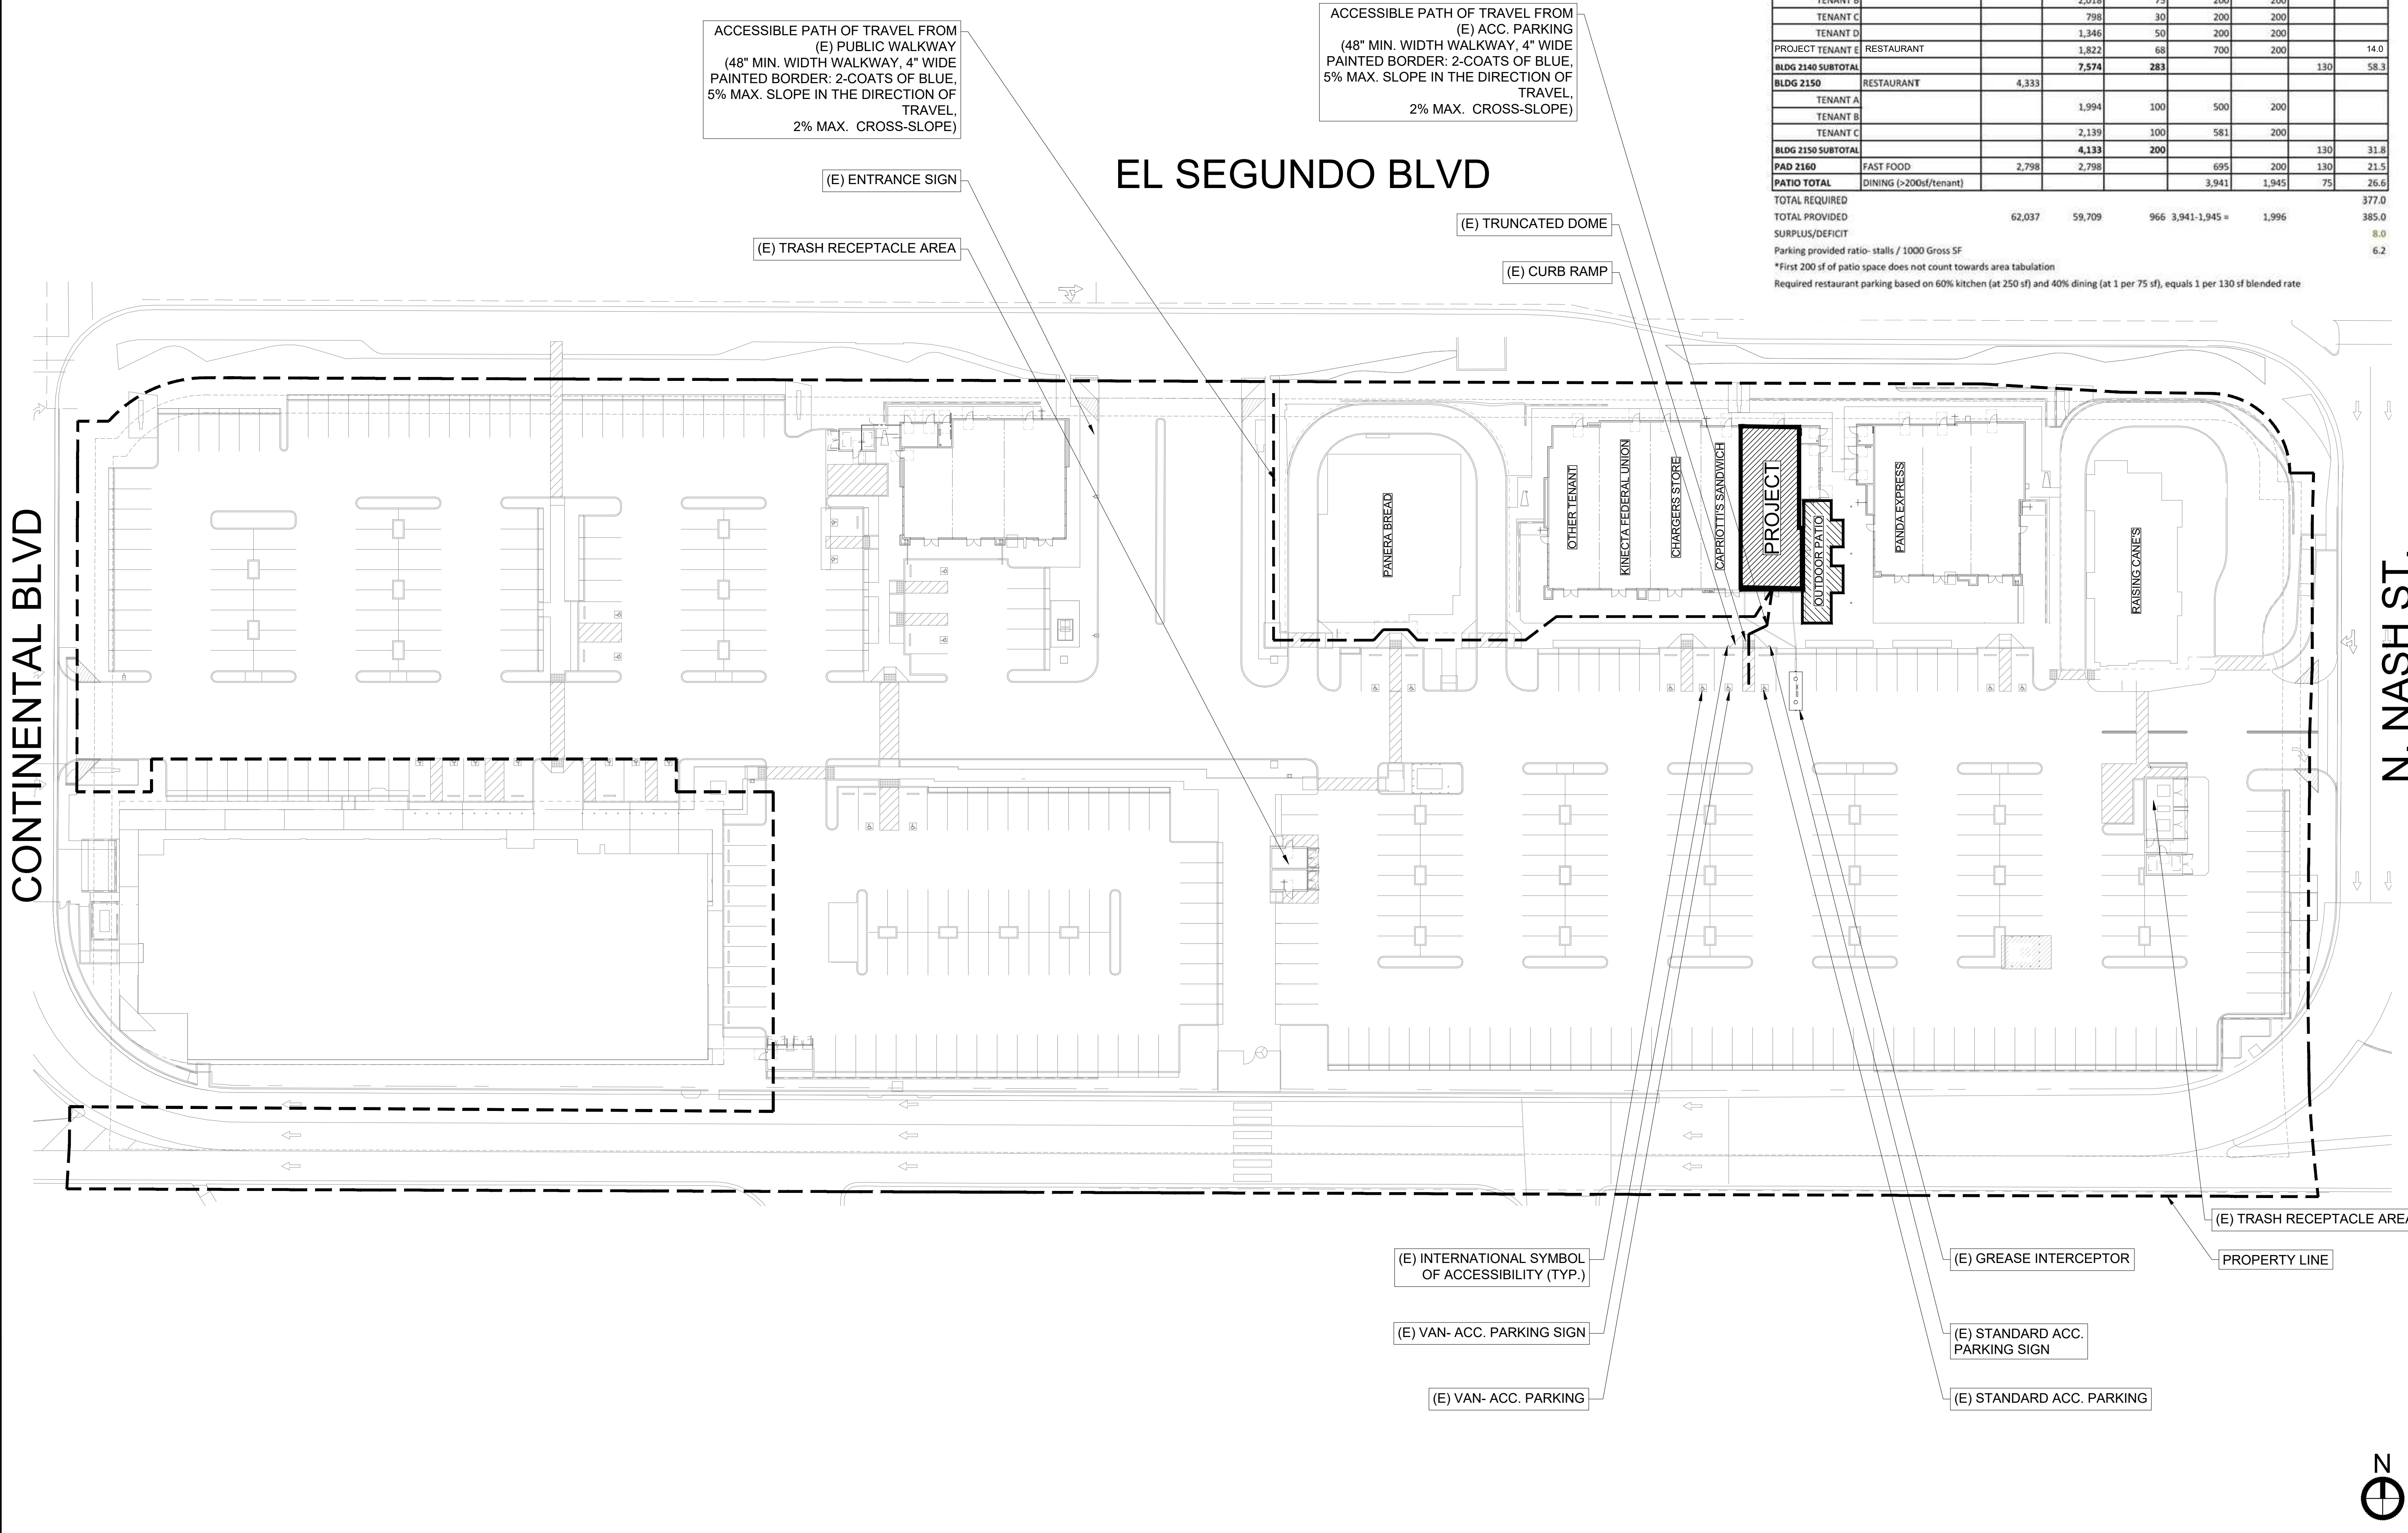 ACCESSIBLE PATH OF TRAVEL FROM
(E) PUBLIC WALKWAY
(48" MIN. WIDTH WALKWAY, 4" WIDE
PAINTED BORDER: 2-COATS OF BLUE,
5% MAX. SLOPE IN THE DIRECTION OF
TRAVEL,
2% MAX. CROSS-SLOPE)
(E) ENTRANCE SIGN
(E) TRASH RECEPTACLE AREA
ACCESSIBLE PATH OF TRAVEL FROM
(E) ACC. PARKING
(48" MIN. WIDTH WALKWAY, 4" WIDE
PAINTED BORDER: 2-COATS OF BLUE,
5% MAX. SLOPE IN THE DIRECTION OF
TRAVEL,
2% MAX. CROSS-SLOPE)
EL SEGUNDO BLVD
(E) TRUNCATED DOME
(E) CURB RAMP
TENANT B 2,018 75 200 200
TENANT C 798 30 200 200
TENANT D 1,346 50 200 200
PROJECT TENANT E RESTAURANT 1,822 68 700 200 14.0
BLDG 2140 SUBTOTAL 7,574 283 130 58.3
BLDG 2150 RESTAURANT 4,333
TENANT A
1,994 100 500 200
TENANT B
TENANT C 2,139 100 581 200
BLDG 2150 SUBTOTAL 4,133 200 130 31.8
PAD 2160 FAST FOOD 2,798 2,798 695 200 130 21.5
PATIO TOTAL DINING (>200sf/tenant) 3,941 1,945 75 26.6
TOTAL REQUIRED 377.0
TOTAL PROVIDED 62,037 59,709 966 3,941-1,945 = 1,996 385.0
SURPLUS/DEFICIT 8.0
Parking provided ratio- stalls / 1000 Gross SF 6.2
*First 200 sf of patio space does not count towards area tabulation
Required restaurant parking based on 60% kitchen (at 250 sf) and 40% dining (at 1 per 75 sf), equals 1 per 130 sf blended rate
CONTINENTAL BLVD
PANERA BREAD
OTHER TENANT
KINECTA FEDERAL UNION
CHARGERS STORE
CAPRIOTTI'S SANDWICH
PROJECT
OUTDOOR PATIO
PANDA EXPRESS
RAISING CANE'S
N. NASH ST.
(E) INTERNATIONAL SYMBOL
OF ACCESSIBILITY (TYP.)
(E) VAN- ACC. PARKING SIGN
(E) VAN- ACC. PARKING
(E) GREASE INTERCEPTOR
(E) STANDARD ACC.
PARKING SIGN
(E) STANDARD ACC. PARKING
(E) TRASH RECEPTACLE AREA
PROPERTY LINE
N